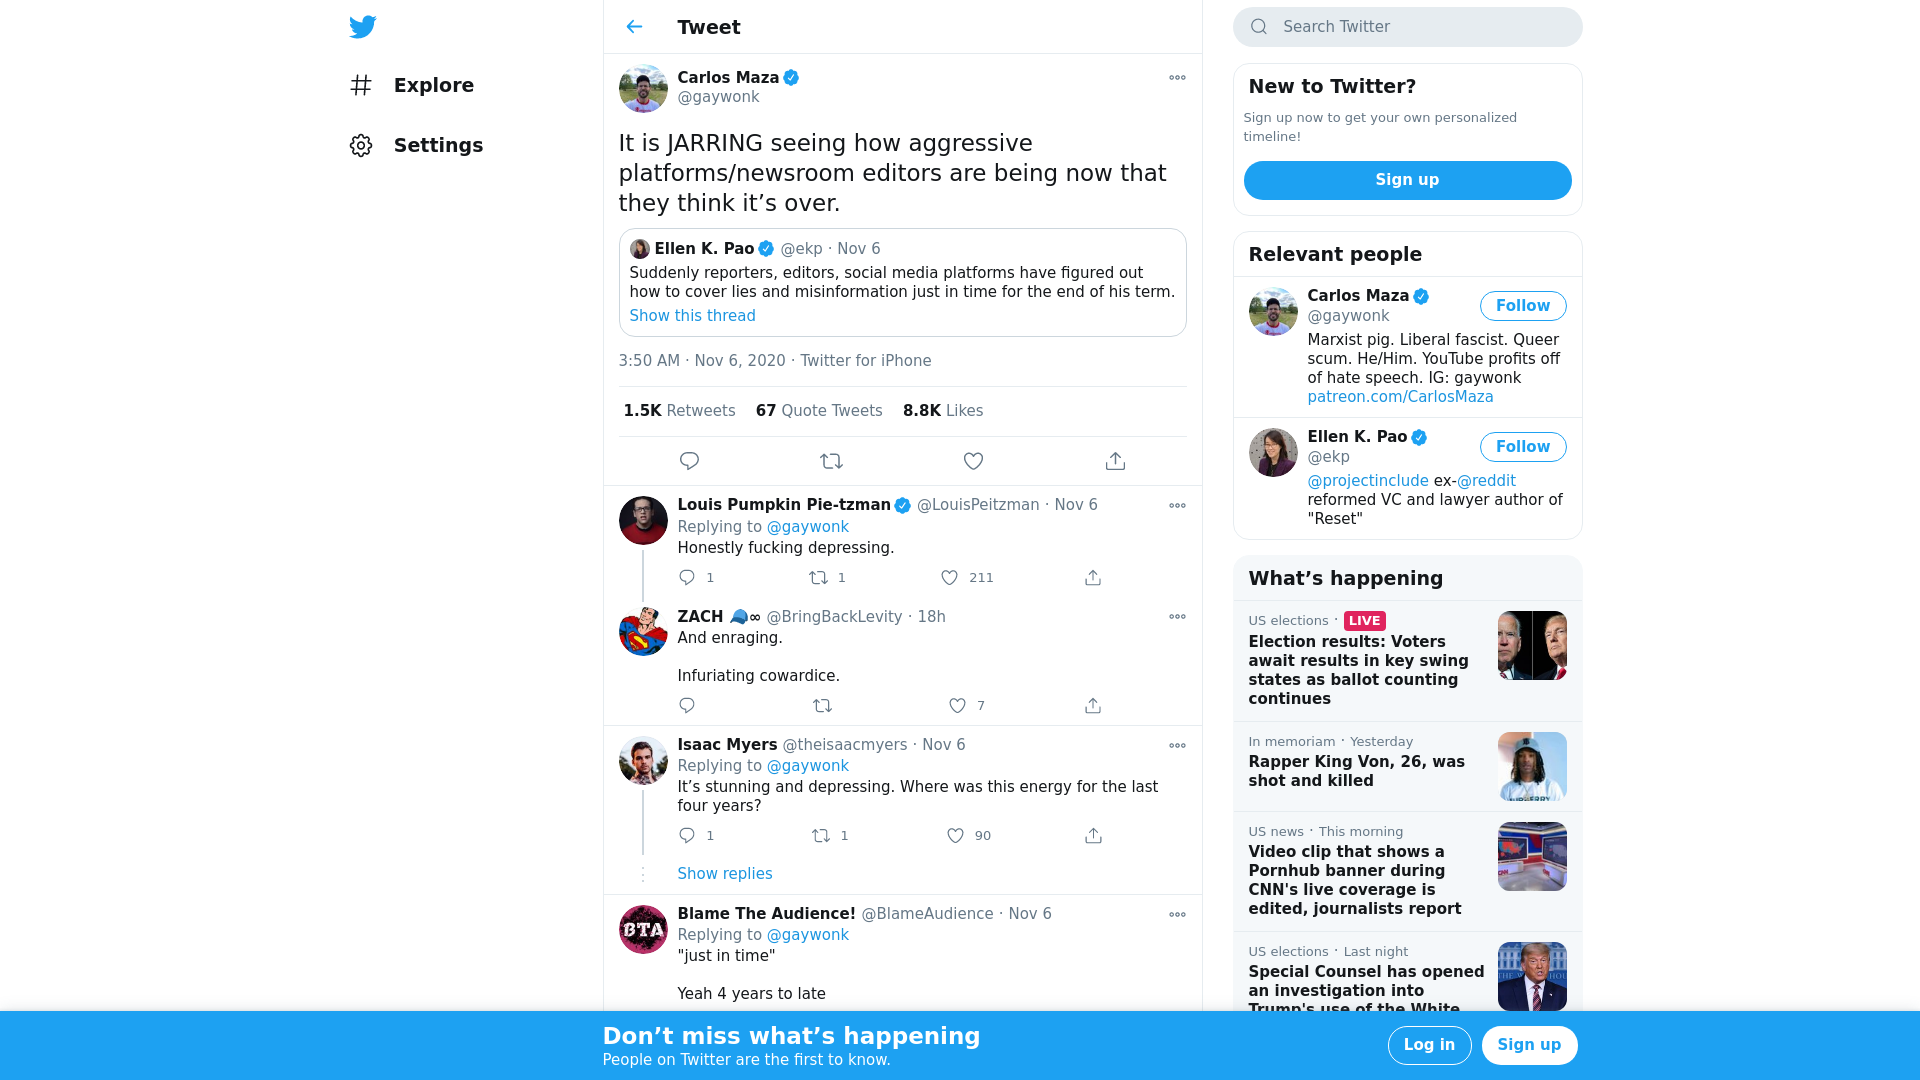 Explore
Settings
Tweet
Carlos Maza
@gaywonk
It is JARRING seeing how aggressive
platforms/newsroom editors are being now that
they think it’s over.
Ellen K. Pao @ekp · Nov 6
Suddenly reporters, editors, social media platforms have figured out
how to cover lies and misinformation just in time for the end of his term.
Show this thread
3:50 AM · Nov 6, 2020 · Twitter for iPhone
1.5K Retweets 67 Quote Tweets 8.8K Likes
Louis Pumpkin Pie-tzman @LouisPeitzman · Nov 6
Replying to @gaywonk
Honestly fucking depressing.
1 1 211
ZACH 🧢∞ @BringBackLevity · 18h
And enraging.
Infuriating cowardice.
7
Isaac Myers @theisaacmyers · Nov 6
Replying to @gaywonk
It’s stunning and depressing. Where was this energy for the last
four years?
1 1 90
Show replies
BTA
Blame The Audience! @BlameAudience · Nov 6
Replying to @gaywonk
"just in time"
Yeah 4 years to late
Search Twitter
New to Twitter?
Sign up now to get your own personalized
timeline!
Sign up
Relevant people
Carlos Maza
@gaywonk
Follow
Marxist pig. Liberal fascist. Queer
scum. He/Him. YouTube profits off
of hate speech. IG: gaywonk
patreon.com/CarlosMaza
Ellen K. Pao
@ekp
Follow
@projectinclude ex-@reddit
reformed VC and lawyer author of
"Reset"
What’s happening
US elections · LIVE
Election results: Voters
await results in key swing
states as ballot counting
continues
In memoriam · Yesterday
Rapper King Von, 26, was
shot and killed
US news · This morning
Video clip that shows a
Pornhub banner during
CNN's live coverage is
edited, journalists report
US elections · Last night
Special Counsel has opened
an investigation into
Trump's use of the White
Don’t miss what’s happening
People on Twitter are the first to know.
Log in
Sign up